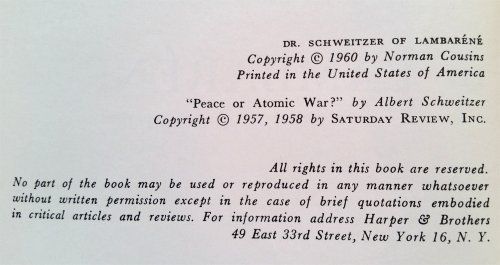 DR. SCHWEITZER OF LAMBARÉNÉ
Copyright © 1960 by Norman Cousins
Printed in the United States of America
"Peace or Atomic War?" by Albert Schweitzer
Copyright © 1957, 1958 by SATURDAY REVIEW, INC.
All rights in this book are reserved.
No part of the book may be used or reproduced in any manner whatsoever
without written permission except in the case of brief quotations embodied
in critical articles and reviews. For information address Harper & Brothers
49 East 33rd Street, New York 16, N. Y.